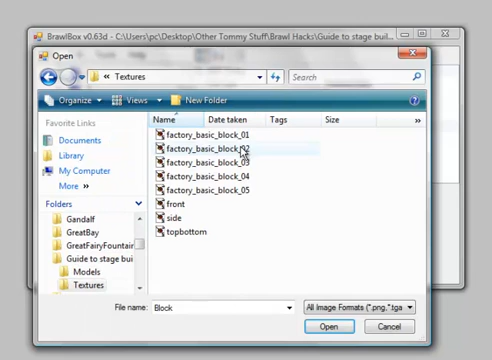 BrawlBox v0.63d - C:\Users\pc\Desktop\Other Tommy Stuff\Brawl Hacks\Guide to stage buil...
Open
« Textures
Search
Organize
Views
New Folder
Favorite Links
Documents
Library
My Computer
More »
Folders
Gandalf
GreatBay
GreatFairyFountain
Guide to stage bui
Models
Textures
Name
Date taken
Tags
Size
»
factory_basic_block_01
factory_basic_block_02
factory_basic_block_03
factory_basic_block_04
factory_basic_block_05
front
side
topbottom
File name:
Block
All Image Formats (*.png,*.tga
Open
Cancel